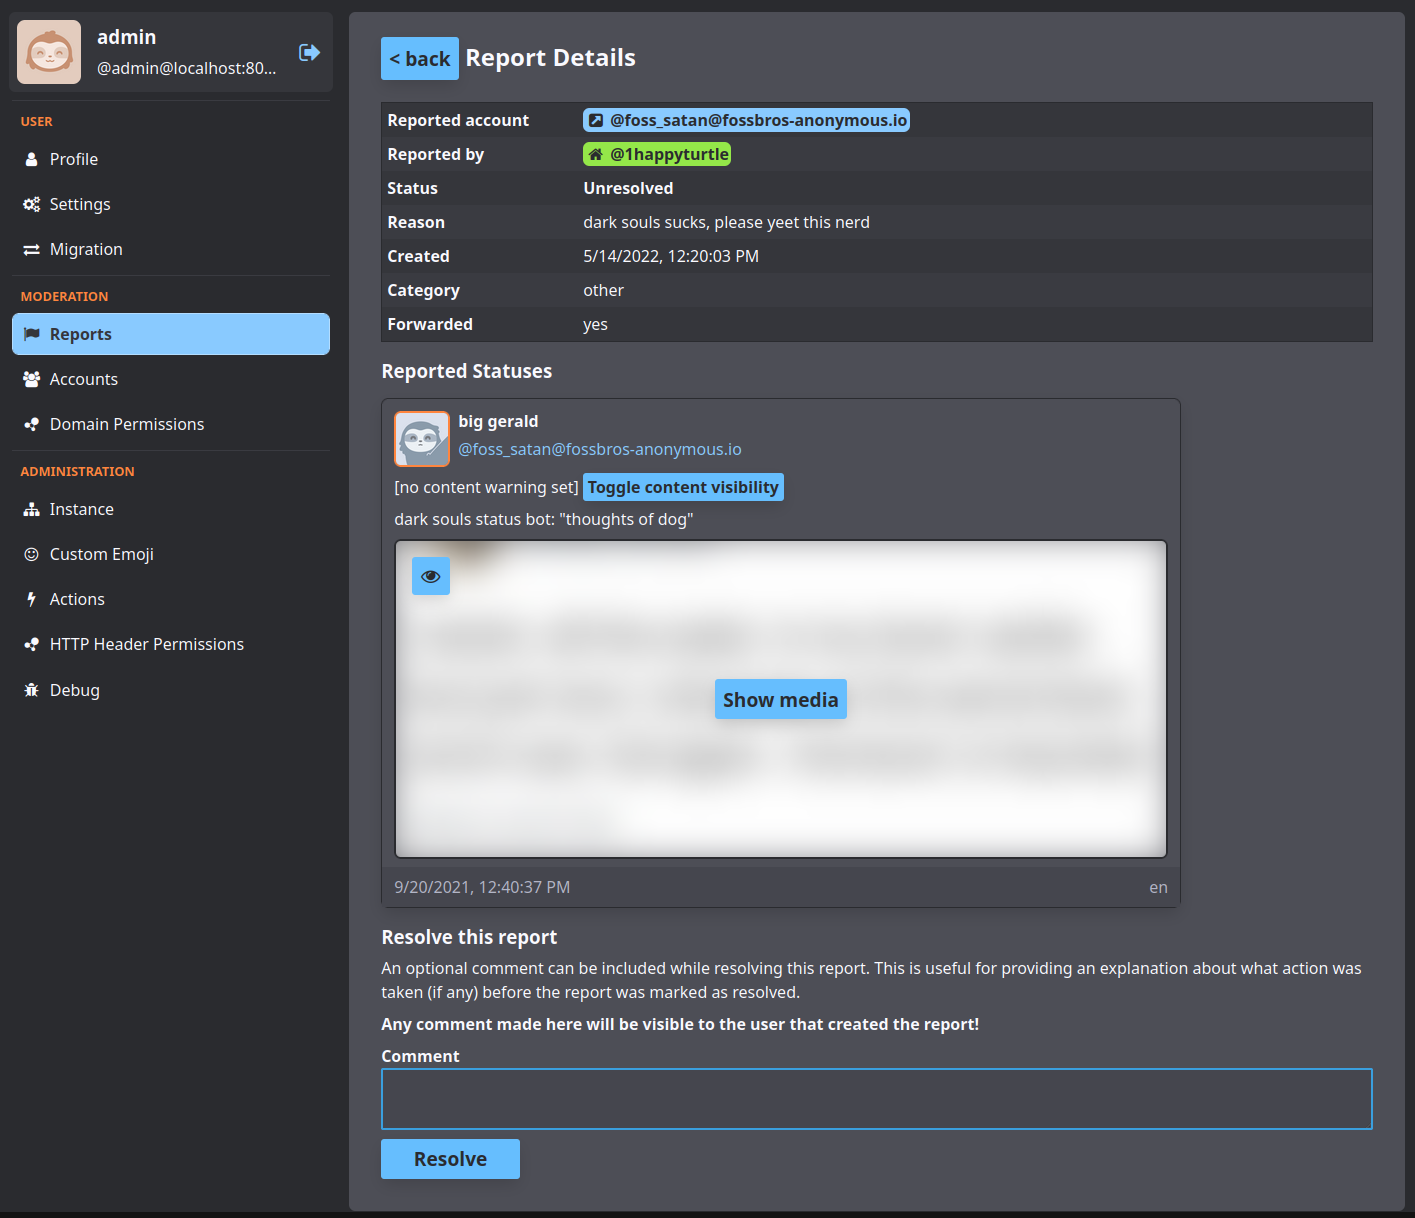 admin
@admin@localhost:80...
USER
Profile
Settings
Migration
MODERATION
Reports
Accounts
Domain Permissions
ADMINISTRATION
Instance
Custom Emoji
Actions
HTTP Header Permissions
Debug
< back Report Details
Reported account @foss_satan@fossbros-anonymous.io
Reported by @1happyturtle
Status Unresolved
Reason dark souls sucks, please yeet this nerd
Created 5/14/2022, 12:20:03 PM
Category other
Forwarded yes
Reported Statuses
big gerald
@foss_satan@fossbros-anonymous.io
[no content warning set] Toggle content visibility
dark souls status bot: "thoughts of dog"
Show media
9/20/2021, 12:40:37 PM en
Resolve this report
An optional comment can be included while resolving this report. This is useful for providing an explanation about what action was
taken (if any) before the report was marked as resolved.
Any comment made here will be visible to the user that created the report!
Comment
Resolve